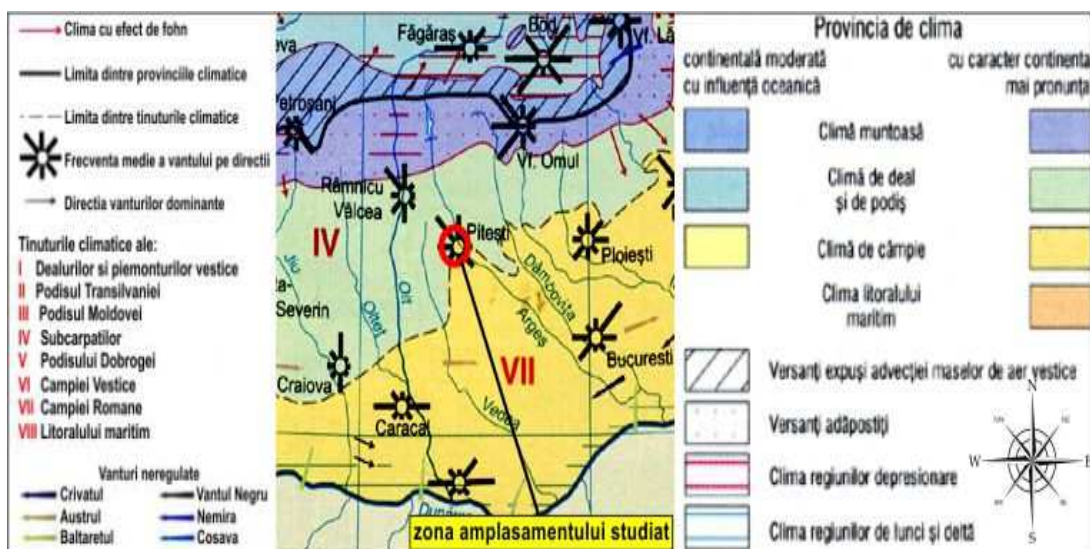 Clima cu efect de fohn
Limita dintre provinciile climatice
Limita dintre tinuturile climatice
Frecventa medie a vantului pe directii
Directia vanturilor dominante
Tinuturile climatice ale:
I Dealurilor si piemonturilor vestice
II Podisul Transilvaniei
III Podisul Moldovei
IV Subcarpatilor
V Podisului Dobrogei
VI Campiei Vestice
VII Campiei Romane
VIII Litoralului maritim
Vanturi neregulate
Crivatul
Vantul Negru
Austrul
Nemira
Baltaretul
Cosava
Făgăraș
Bod
Vf. Lă
eva
Petroșani
Vf. Omul
Râmnicu
Vâlcea
Pitești
Ploiești
IV
Jiu
ta-
Severin
Olteț
Olt
Dâmbovița
Argeș
București
VII
Craiova
Caracal
Vedea
zona amplasamentului studiat
Provincia de clima
continentală moderată
cu influență oceanică
cu caracter continenta
mai pronunța
Climă muntoasă
Climă de deal
și de podiș
Climă de câmpie
Clima litoralului
maritim
Versanți expuși advecției maselor de aer vestice
Versanți adăpostiți
Clima regiunilor depresionare
Clima regiunilor de lunci și deltă
N
W
E
S